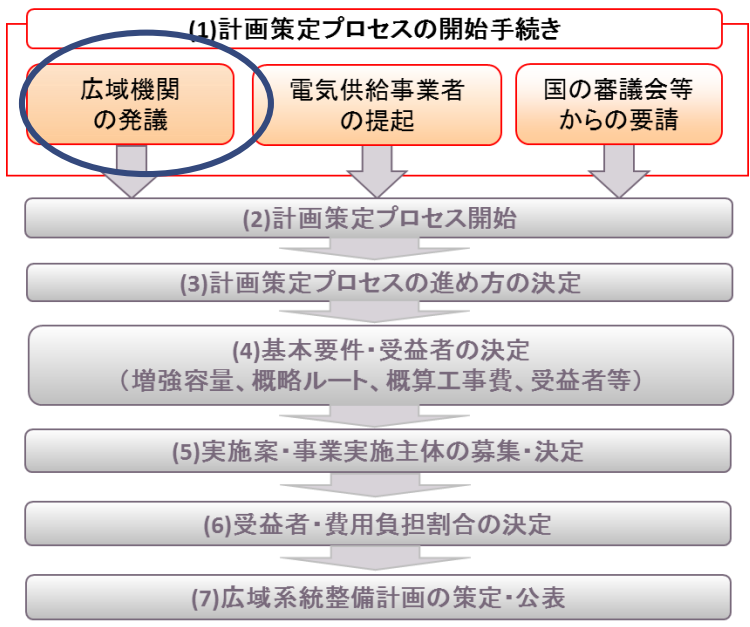 (1)計画策定プロセスの開始手続き
広域機関
の発議
電気供給事業者
の提起
国の審議会等
からの要請
(2)計画策定プロセス開始
(3)計画策定プロセスの進め方の決定
(4)基本要件・受益者の決定
（増強容量、概略ルート、概算工事費、受益者等）
(5)実施案・事業実施主体の募集・決定
(6)受益者・費用負担割合の決定
(7)広域系統整備計画の策定・公表